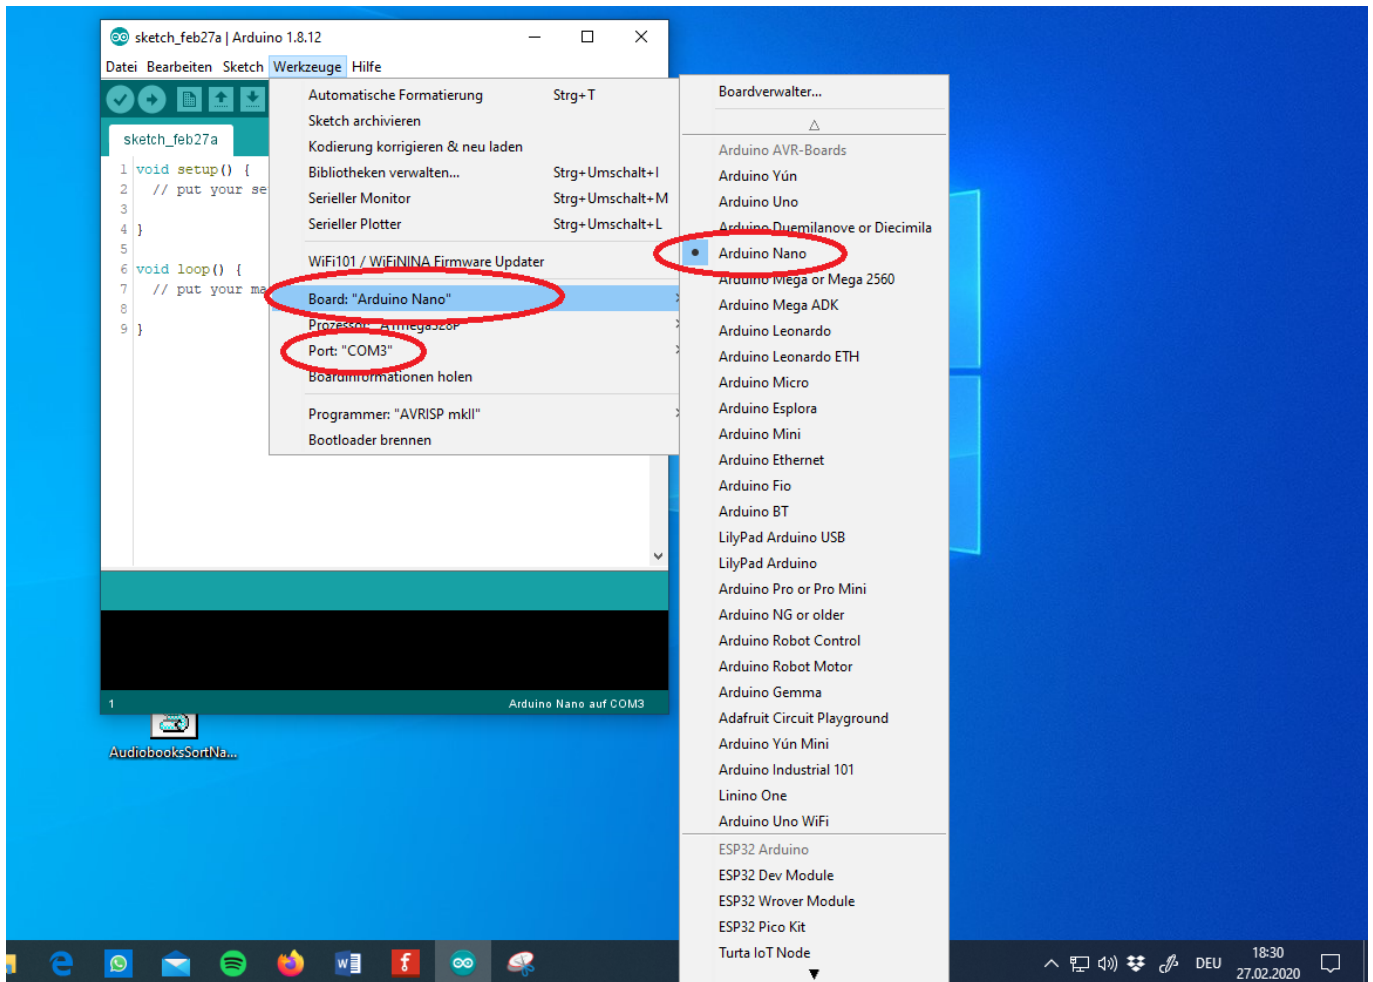 sketch_feb27a | Arduino 1.8.12
Datei Bearbeiten Sketch Werkzeuge Hilfe
sketch_feb27a
1 void setup() {
2 // put your se
3
4 }
5
6 void loop() {
7 // put your ma
8
9 }
Automatische Formatierung Strg+T
Sketch archivieren
Kodierung korrigieren & neu laden
Bibliotheken verwalten... Strg+Umschalt+I
Serieller Monitor Strg+Umschalt+M
Serieller Plotter Strg+Umschalt+L
WiFi101 / WiFiNINA Firmware Updater
Board: "Arduino Nano"
Prozessor: "ATmega328P"
Port: "COM3"
Boardinformationen holen
Programmer: "AVRISP mkII"
Bootloader brennen
Boardverwalter...
Arduino AVR-Boards
Arduino Yún
Arduino Uno
Arduino Duemilanove or Diecimila
Arduino Nano
Arduino Mega or Mega 2560
Arduino Mega ADK
Arduino Leonardo
Arduino Leonardo ETH
Arduino Micro
Arduino Esplora
Arduino Mini
Arduino Ethernet
Arduino Fio
Arduino BT
LilyPad Arduino USB
LilyPad Arduino
Arduino Pro or Pro Mini
Arduino NG or older
Arduino Robot Control
Arduino Robot Motor
Arduino Gemma
Adafruit Circuit Playground
Arduino Yún Mini
Arduino Industrial 101
Linino One
Arduino Uno WiFi
ESP32 Arduino
ESP32 Dev Module
ESP32 Wrover Module
ESP32 Pico Kit
Turta IoT Node
1 Arduino Nano auf COM3
AudiobooksSortNa...
DEU
18:30
27.02.2020